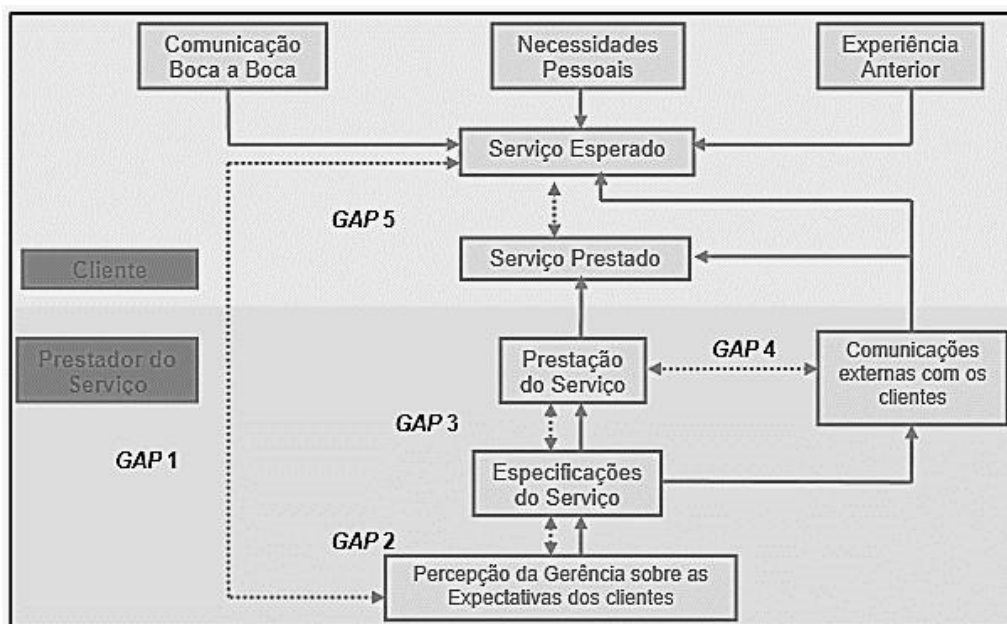 Comunicação
Boca a Boca
Necessidades
Pessoais
Experiência
Anterior
Serviço Esperado
GAP 5
Serviço Prestado
Cliente
Prestador do
Serviço
Prestação
do Serviço
GAP 4
Comunicações
externas com os
clientes
GAP 3
GAP 1
Especificações
do Serviço
GAP 2
Percepção da Gerência sobre as
Expectativas dos clientes